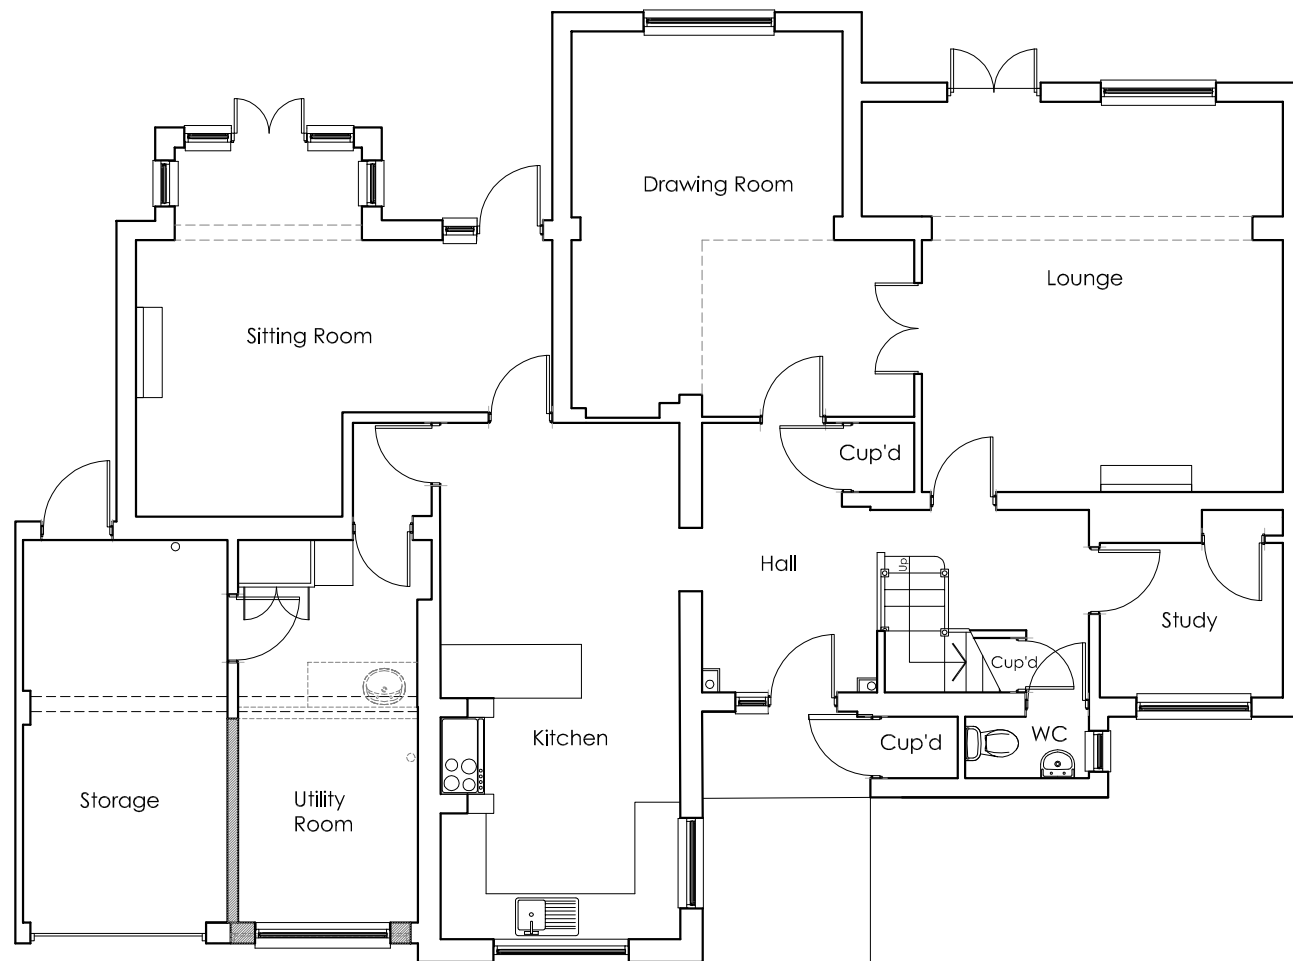 Drawing Room
Lounge
Sitting Room
Cup'd
Hall
Up
Study
Cup'd
WC
Kitchen
Cup'd
Storage
Utility
Room